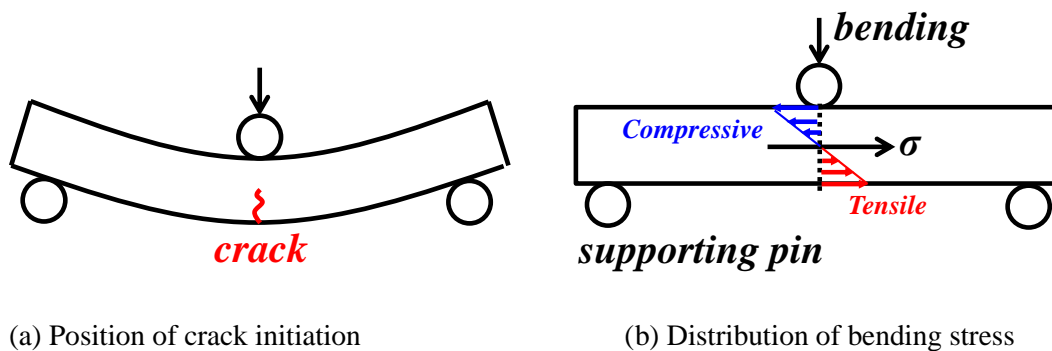 bending
Compressive
σ
Tensile
crack
supporting pin
(a) Position of crack initiation
(b) Distribution of bending stress